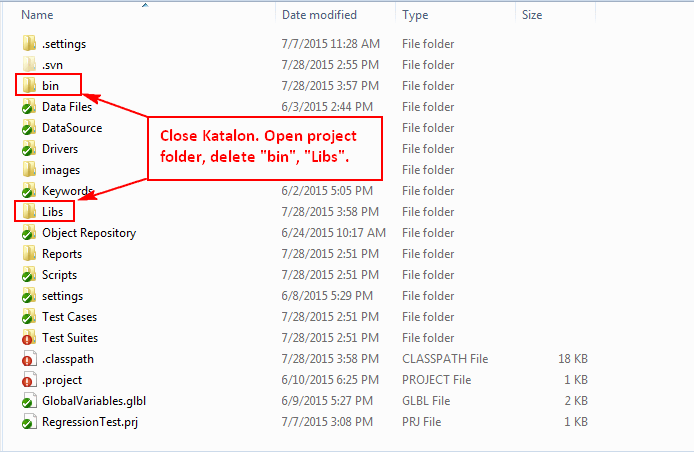 Name Date modified Type Size
.settings 7/7/2015 11:28 AM File folder
.svn 7/28/2015 2:55 PM File folder
bin 7/28/2015 3:57 PM File folder
Data Files 6/3/2015 2:44 PM File folder
DataSource File folder
Drivers File folder
images File folder
Keywords 6/2/2015 5:05 PM File folder
Close Katalon. Open project
folder, delete "bin", "Libs".
Libs 7/28/2015 3:58 PM File folder
Object Repository 6/24/2015 10:17 AM File folder
Reports 7/28/2015 2:51 PM File folder
Scripts 7/28/2015 2:51 PM File folder
settings 6/8/2015 5:29 PM File folder
Test Cases 7/28/2015 2:51 PM File folder
Test Suites 7/28/2015 2:51 PM File folder
.classpath 7/28/2015 3:58 PM CLASSPATH File 18 KB
.project 6/10/2015 6:25 PM PROJECT File 1 KB
GlobalVariables.glbl 6/9/2015 5:27 PM GLBL File 2 KB
RegressionTest.prj 7/7/2015 3:08 PM PRJ File 1 KB